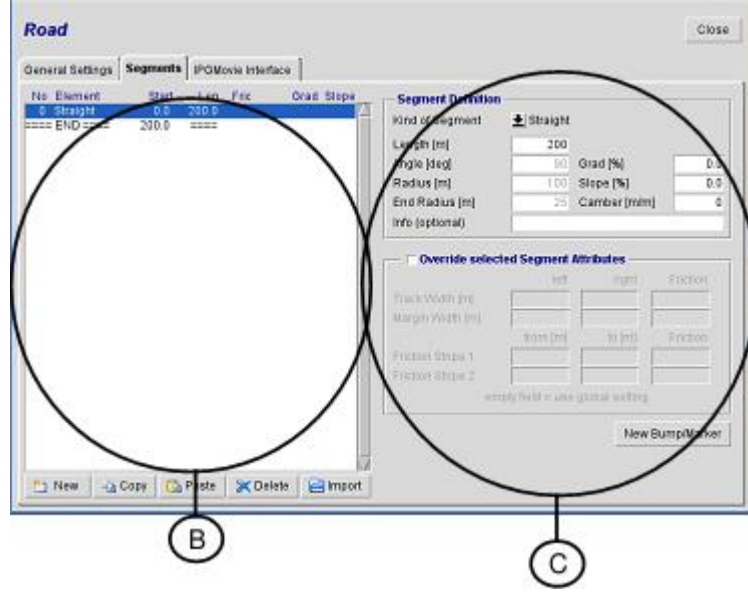 Road
Close
General Settings Segments IPGMovie Interface
No Element Start Len Fric Grad Slope
0 Straight 0.0 200.0
==== END ==== 200.0 ====
Segment Definition
Kind of Segment Straight
Length [m] 200
Angle [deg] 90 Grad [%] 0.0
Radius [m] 100 Slope [%] 0.0
End Radius [m] 25 Camber [m/m] 0
Info (optional)
Override selected Segment Attributes
left right Friction
Track Width [m]
Margin Width [m]
from [m] to [m] Friction
Friction Stripe 1
Friction Stripe 2
empty field = use global setting
New Bump/Marker
New Copy Paste Delete Import
B
C